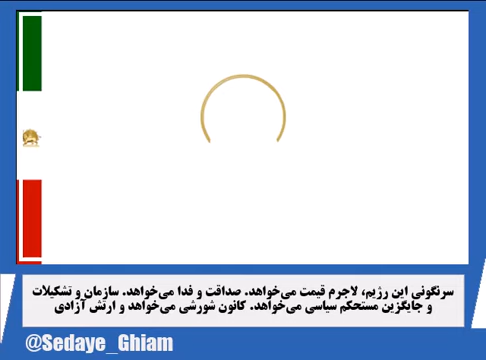 سرنگونی این رژیم، لاجرم قیمت می‌خواهد. صداقت و فدا می‌خواهد. سازمان و تشکیلات
و جایگزین مستحکم سیاسی می‌خواهد. کانون شورشی می‌خواهد و ارتش آزادی
@Sedaye_Ghiam